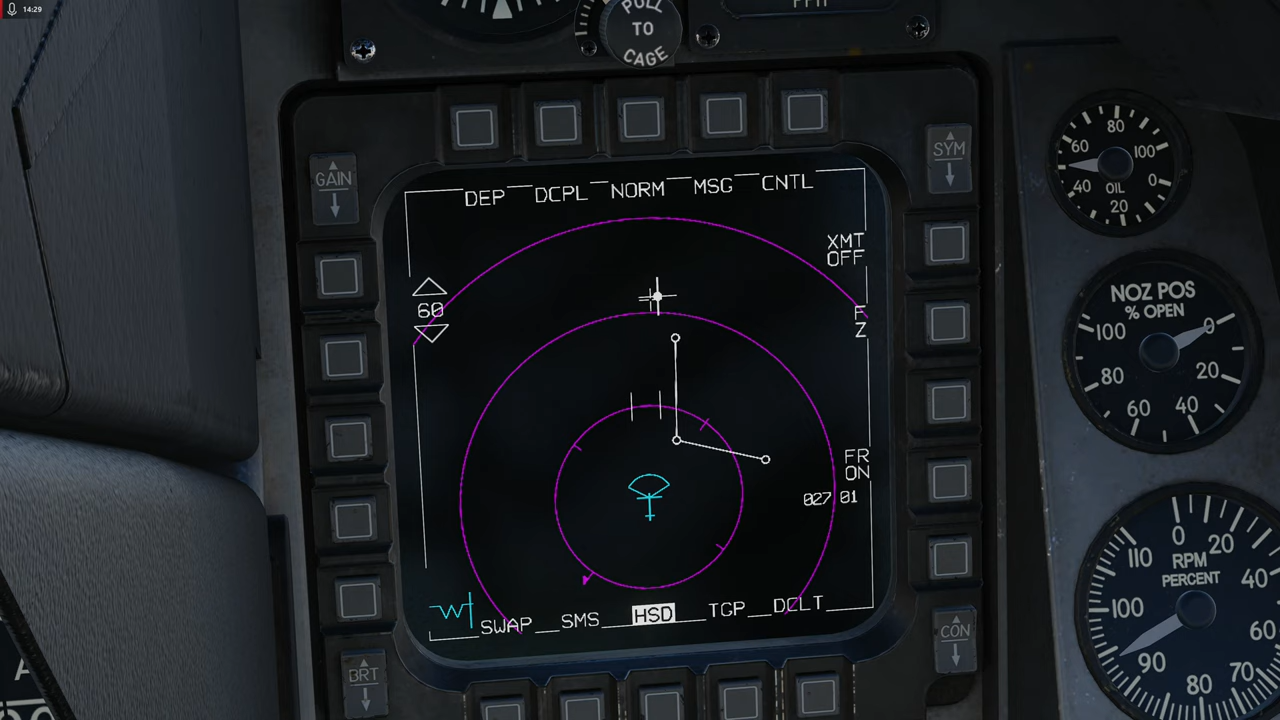 14:29
PULL
TO
CAGE
PPH
GAIN
SYM
DEP DCPL NORM MSG CNTL
XMT
OFF
60
F
Z
FR
ON
027 01
SWAP SMS HSD TGP DCLT
BRT
CON
80
60
100
40
0
OIL
20
NOZ POS
% OPEN
100
0
80
20
60
40
0
110
20
RPM
PERCENT
40
100
60
90
70
80
A